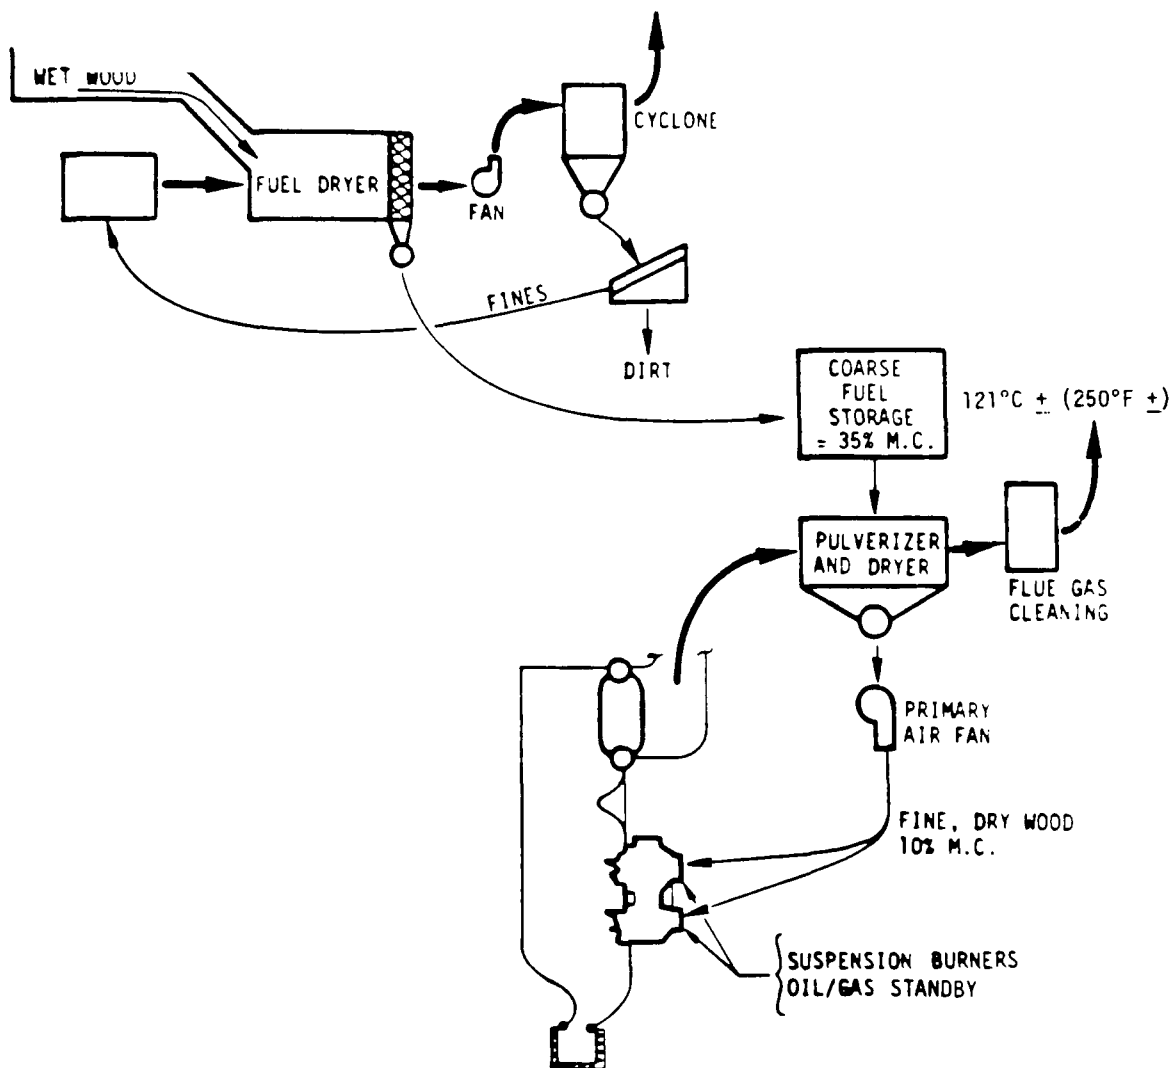 WET WOOD
CYCLONE
FUEL DRYER
FAN
FINES
DIRT
COARSE
FUEL
STORAGE
= 35% M.C.
121°C ± (250°F ±)
PULVERIZER
AND DRYER
FLUE GAS
CLEANING
PRIMARY
AIR FAN
FINE, DRY WOOD
10% M.C.
SUSPENSION BURNERS
OIL/GAS STANDBY